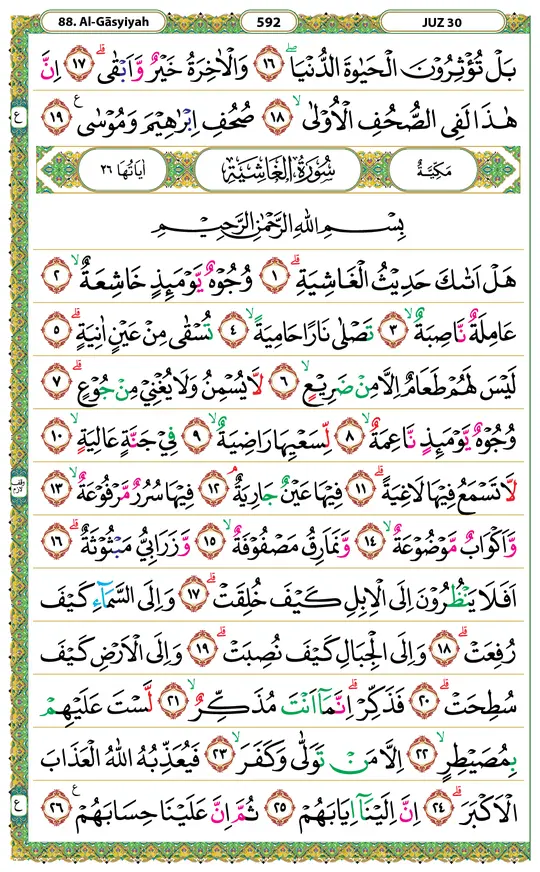 88. Al-Gāsyiyah 592 JUZ 30
بَلْ تُؤْثِرُوْنَ الْحَيٰوةَ الدُّنْيَاۖ ١٦ وَالْاٰخِرَةُ خَيْرٌ وَّاَبْقٰىۗ ١٧ اِنَّ
هٰذَا لَفِى الصُّحُفِ الْاُوْلٰىۙ ١٨ صُحُفِ اِبْرٰهِيْمَ وَمُوْسٰىࣖ ١٩
ع
مَكِّيَّةٌ سُوْرَةُ الْغَاشِيَةِ اٰيَاتُهَا ٢٦
بِسْمِ اللّٰهِ الرَّحْمٰنِ الرَّحِيْمِ
هَلْ اَتٰىكَ حَدِيْثُ الْغَاشِيَةِۗ ١ وُجُوْهٌ يَّوْمَىِٕذٍ خَاشِعَةٌۙ ٢
عَامِلَةٌ نَّاصِبَةٌۙ ٣ تَصْلٰى نَارًا حَامِيَةًۙ ٤ تُسْقٰى مِنْ عَيْنٍ اٰنِيَةٍۗ ٥
لَيْسَ لَهُمْ طَعَامٌ اِلَّا مِنْ ضَرِيْعٍۙ ٦ لَّا يُسْمِنُ وَلَا يُغْنِيْ مِنْ جُوْعٍۗ ٧
وُجُوْهٌ يَّوْمَىِٕذٍ نَّاعِمَةٌۙ ٨ لِّسَعْيِهَا رَاضِيَةٌۙ ٩ فِيْ جَنَّةٍ عَالِيَةٍۙ ١٠
لَّا تَسْمَعُ فِيْهَا لَاغِيَةًۗ ١١ فِيْهَا عَيْنٌ جَارِيَةٌۘ ١٢ فِيْهَا سُرُرٌ مَّرْفُوْعَةٌۙ ١٣
وقف لازم
وَّاَكْوَابٌ مَّوْضُوْعَةٌۙ ١٤ وَّنَمَارِقُ مَصْفُوْفَةٌۙ ١٥ وَّزَرَابِيُّ مَبْثُوْثَةٌۗ ١٦
اَفَلَا يَنْظُرُوْنَ اِلَى الْاِبِلِ كَيْفَ خُلِقَتْۗ ١٧ وَاِلَى السَّمَاۤءِ كَيْفَ
رُفِعَتْۗ ١٨ وَاِلَى الْجِبَالِ كَيْفَ نُصِبَتْۗ ١٩ وَاِلَى الْاَرْضِ كَيْفَ
سُطِحَتْۗ ٢٠ فَذَكِّرْۗ اِنَّمَآ اَنْتَ مُذَكِّرٌۙ ٢١ لَّسْتَ عَلَيْهِمْ
بِمُصَيْطِرٍۙ ٢٢ اِلَّا مَنْ تَوَلّٰى وَكَفَرَۙ ٢٣ فَيُعَذِّبُهُ اللّٰهُ الْعَذَابَ
الْاَكْبَرَۗ ٢٤ اِنَّ اِلَيْنَآ اِيَابَهُمْ ٢٥ ثُمَّ اِنَّ عَلَيْنَا حِسَابَهُمْࣖ ٢٦
ع